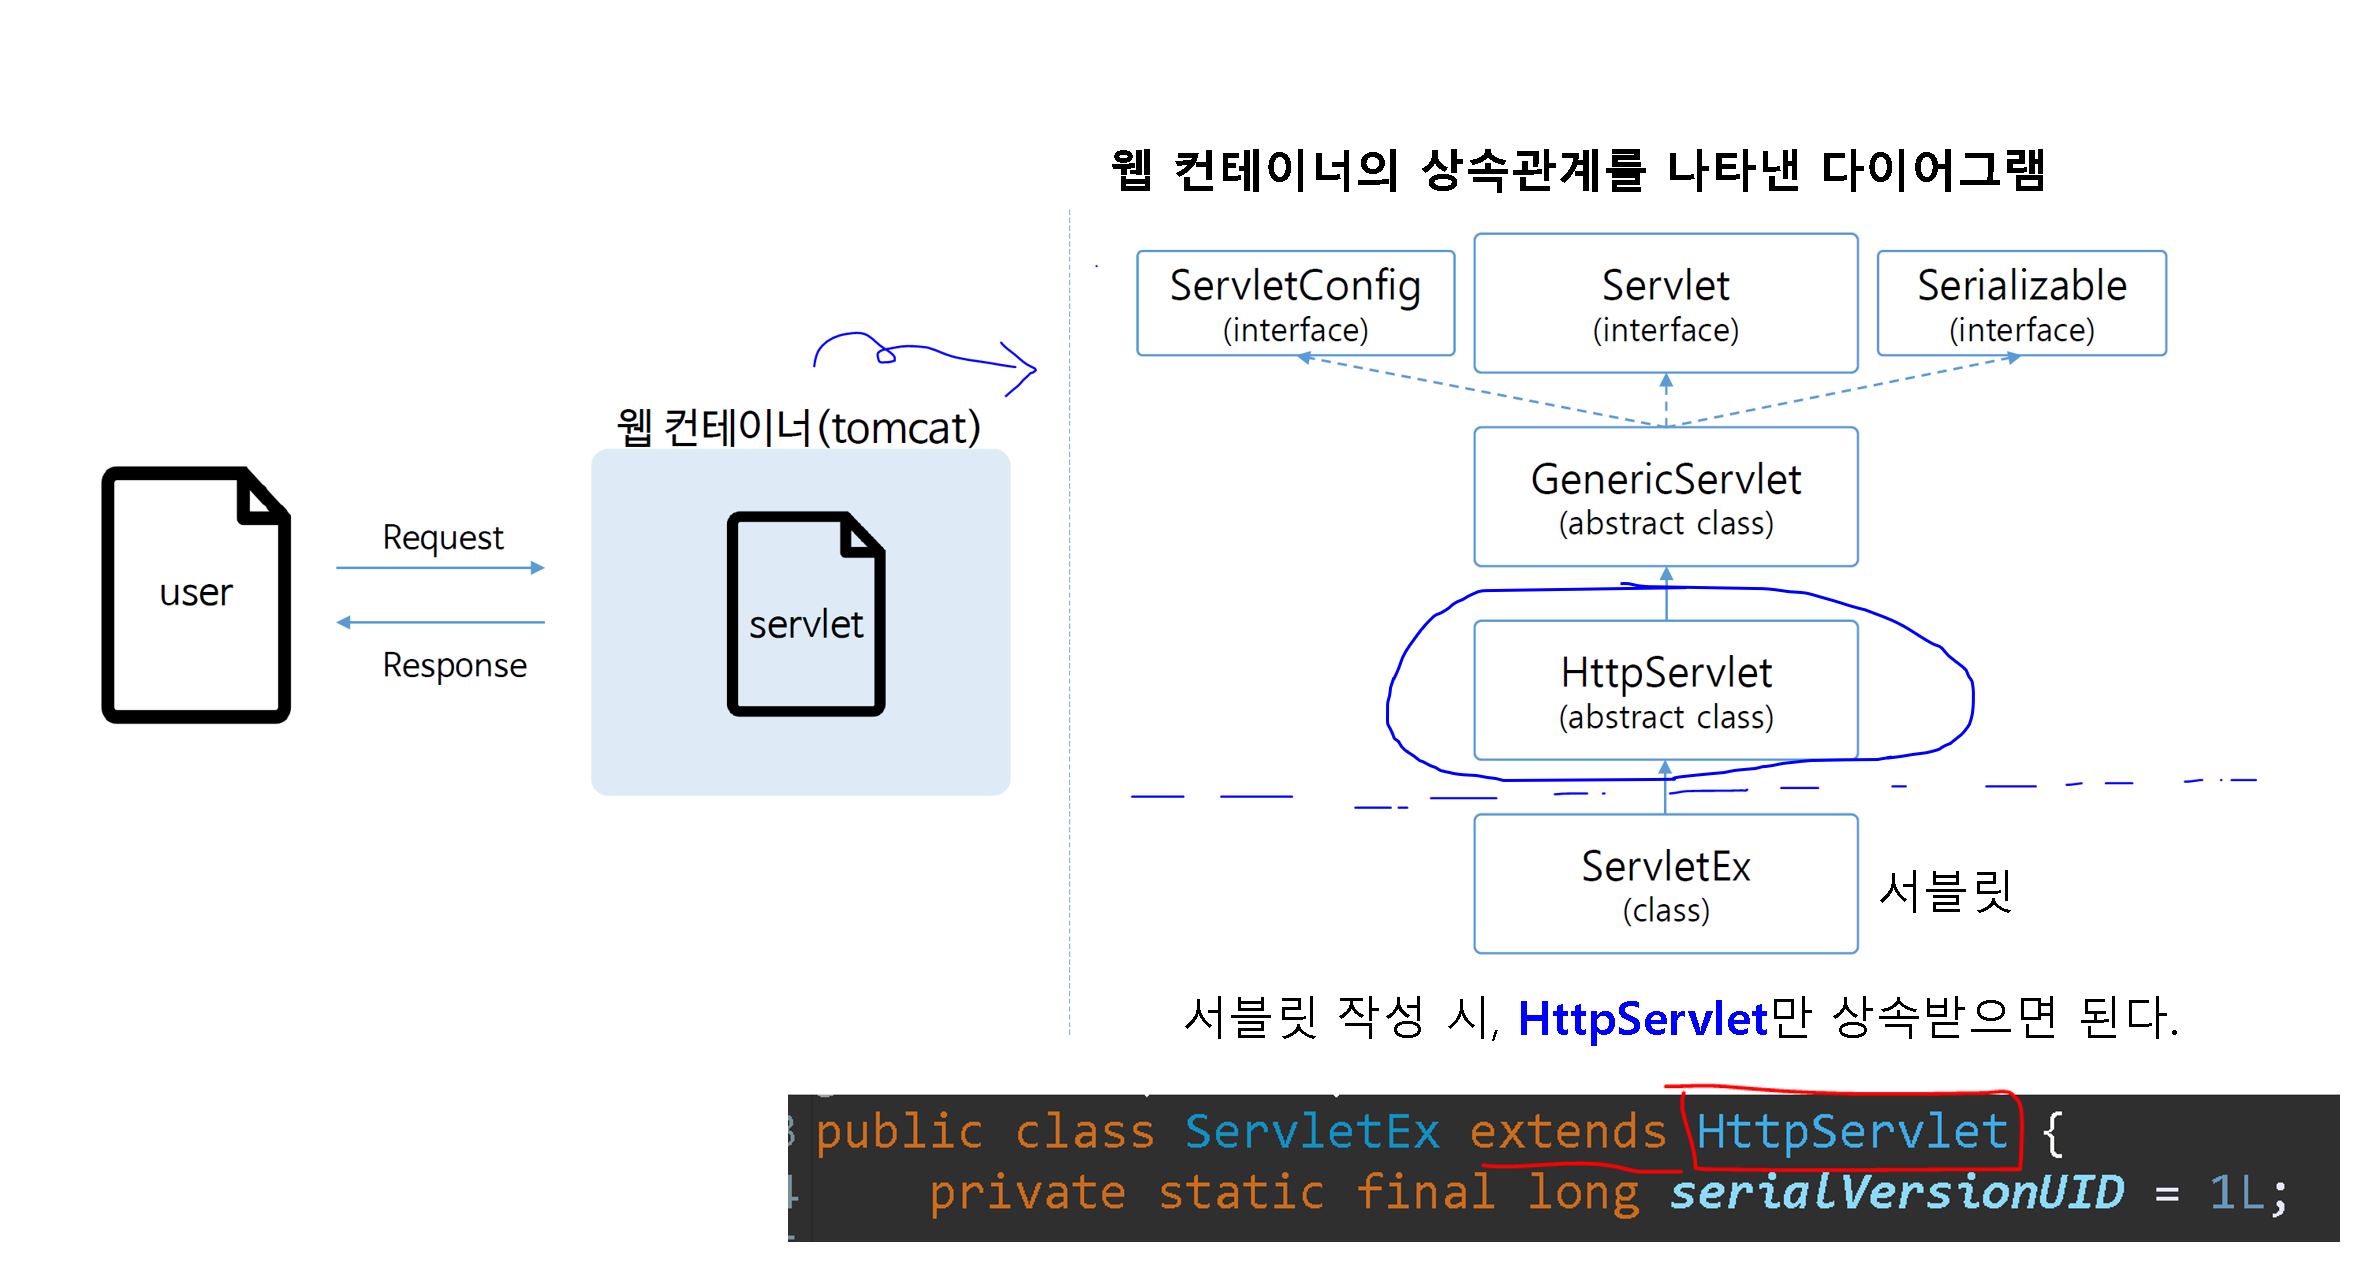 웹 컨테이너의 상속관계를 나타낸 다이어그램
user
Request
Response
웹 컨테이너(tomcat)
servlet
ServletConfig
(interface)
Servlet
(interface)
Serializable
(interface)
GenericServlet
(abstract class)
HttpServlet
(abstract class)
ServletEx
(class)
서블릿
서블릿 작성 시, HttpServlet만 상속받으면 된다.
public class ServletEx extends HttpServlet {
private static final long serialVersionUID = 1L;